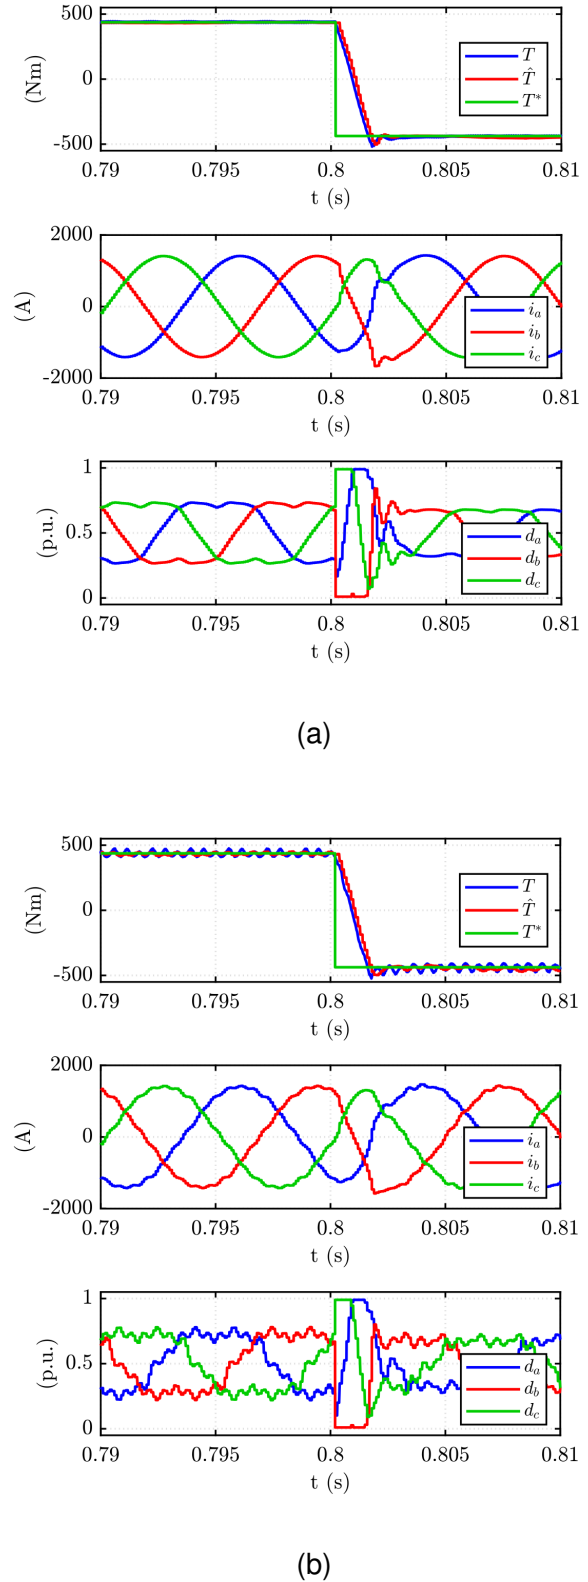 500
0
-500
(Nm)
T
T̂
T*
0.79 0.795 0.8 0.805 0.81
t (s)
2000
0
-2000
(A)
i_a
i_b
i_c
0.79 0.795 0.8 0.805 0.81
t (s)
1
0.5
0
(p.u.)
d_a
d_b
d_c
0.79 0.795 0.8 0.805 0.81
t (s)
(a)
500
0
-500
(Nm)
T
T̂
T*
0.79 0.795 0.8 0.805 0.81
t (s)
2000
0
-2000
(A)
i_a
i_b
i_c
0.79 0.795 0.8 0.805 0.81
t (s)
1
0.5
0
(p.u.)
d_a
d_b
d_c
0.79 0.795 0.8 0.805 0.81
t (s)
(b)